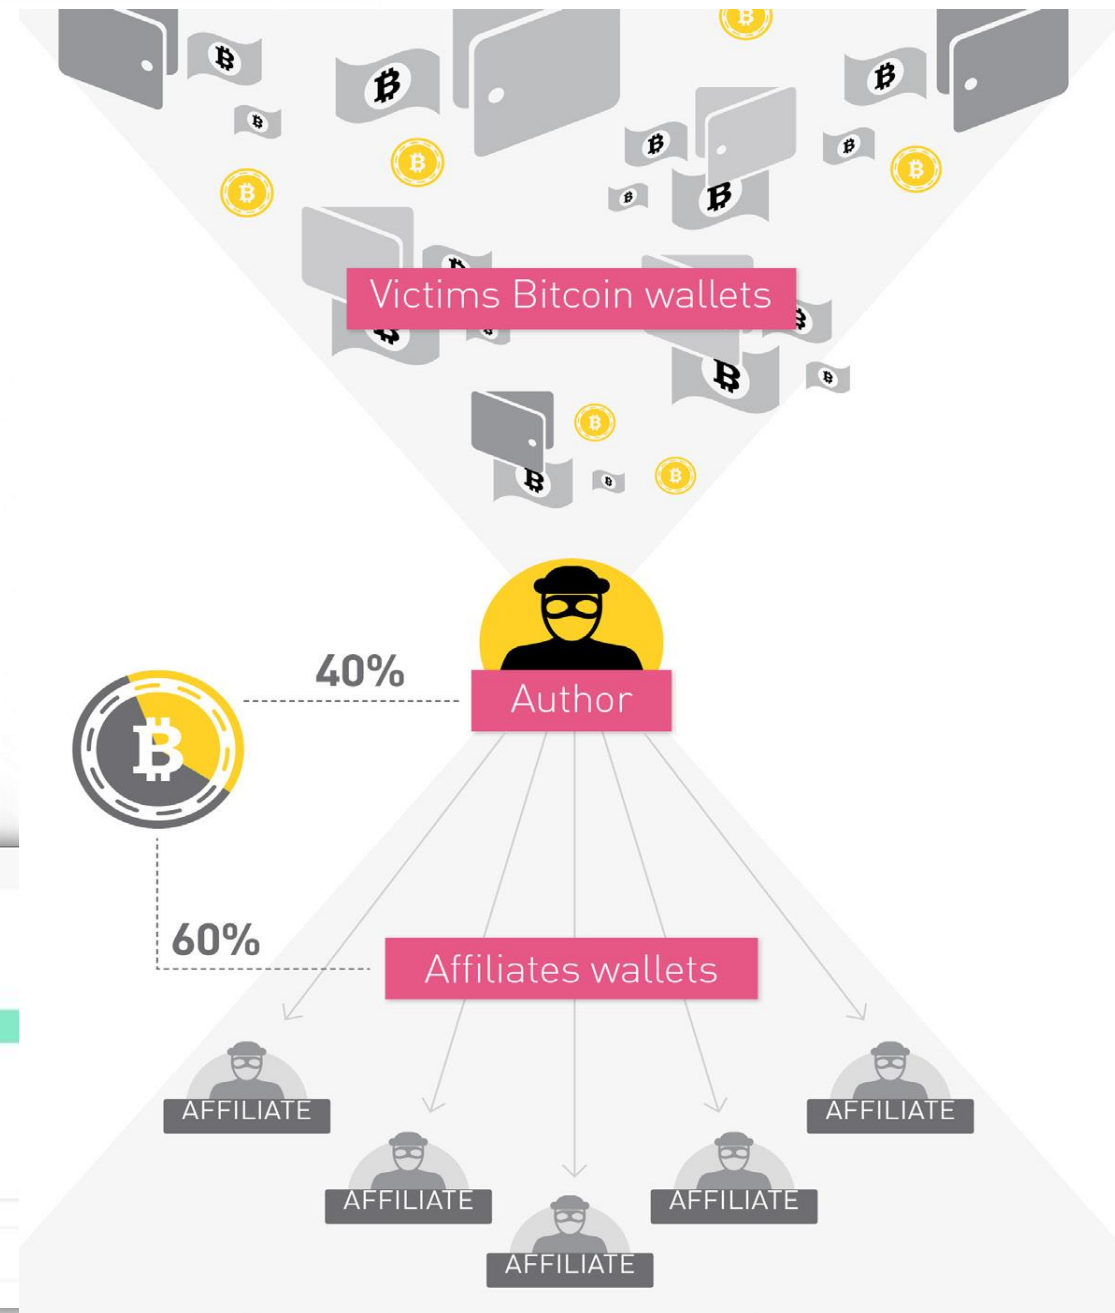 Victims Bitcoin wallets
40%
Author
60%
Affiliates wallets
AFFILIATE
AFFILIATE
AFFILIATE
AFFILIATE
AFFILIATE